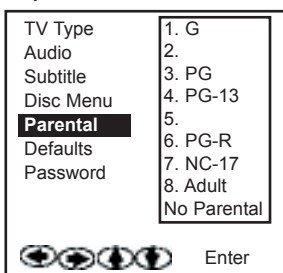 TV Type
Audio
Subtitle
Disc Menu
Parental
Defaults
Password
1. G
2.
3. PG
4. PG-13
5.
6. PG-R
7. NC-17
8. Adult
No Parental
Enter